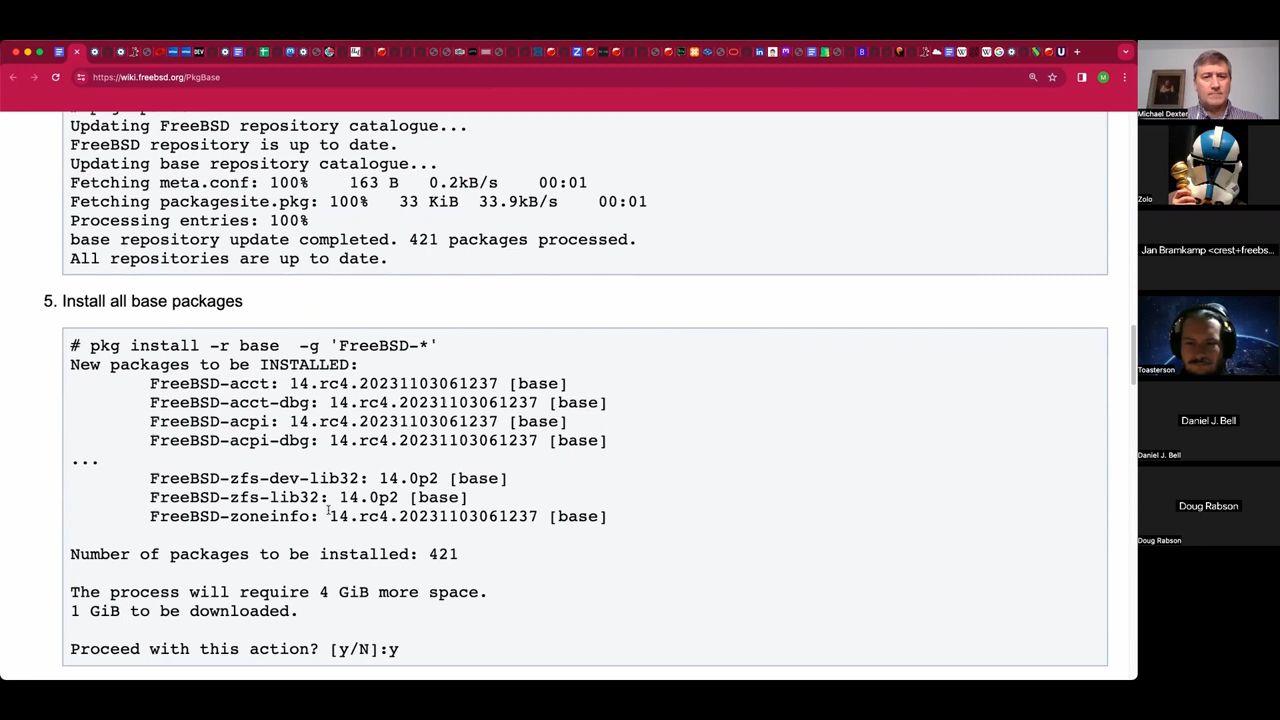 https://wiki.freebsd.org/PkgBase
Updating FreeBSD repository catalogue...
FreeBSD repository is up to date.
Updating base repository catalogue...
Fetching meta.conf: 100%    163 B   0.2kB/s    00:01
Fetching packagesite.pkg: 100%   33 KiB  33.9kB/s    00:01
Processing entries: 100%
base repository update completed. 421 packages processed.
All repositories are up to date.
5. Install all base packages
# pkg install -r base  -g 'FreeBSD-*'
New packages to be INSTALLED:
FreeBSD-acct: 14.rc4.20231103061237 [base]
FreeBSD-acct-dbg: 14.rc4.20231103061237 [base]
FreeBSD-acpi: 14.rc4.20231103061237 [base]
FreeBSD-acpi-dbg: 14.rc4.20231103061237 [base]
...
FreeBSD-zfs-dev-lib32: 14.0p2 [base]
FreeBSD-zfs-lib32: 14.0p2 [base]
FreeBSD-zoneinfo: 14.rc4.20231103061237 [base]
Number of packages to be installed: 421
The process will require 4 GiB more space.
1 GiB to be downloaded.
Proceed with this action? [y/N]:y
Michael Dexter
Zolo
Jan Bramkamp <crest+freebs...
Toasterson
Daniel J. Bell
Daniel J. Bell
Doug Rabson
Doug Rabson